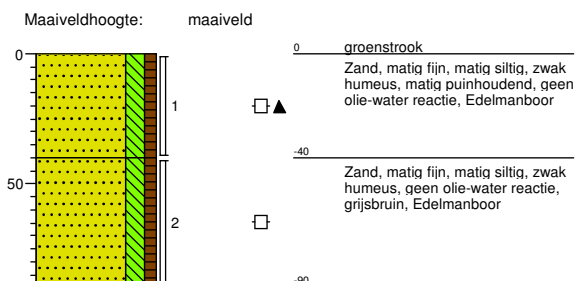 Maaiveldhoogte: maaiveld
0
0 groenstrook
Zand, matig fijn, matig siltig, zwak
humeus, matig puinhoudend, geen
olie-water reactie, Edelmanboor
1
-40
Zand, matig fijn, matig siltig, zwak
humeus, geen olie-water reactie,
grijsbruin, Edelmanboor
50
2
-90